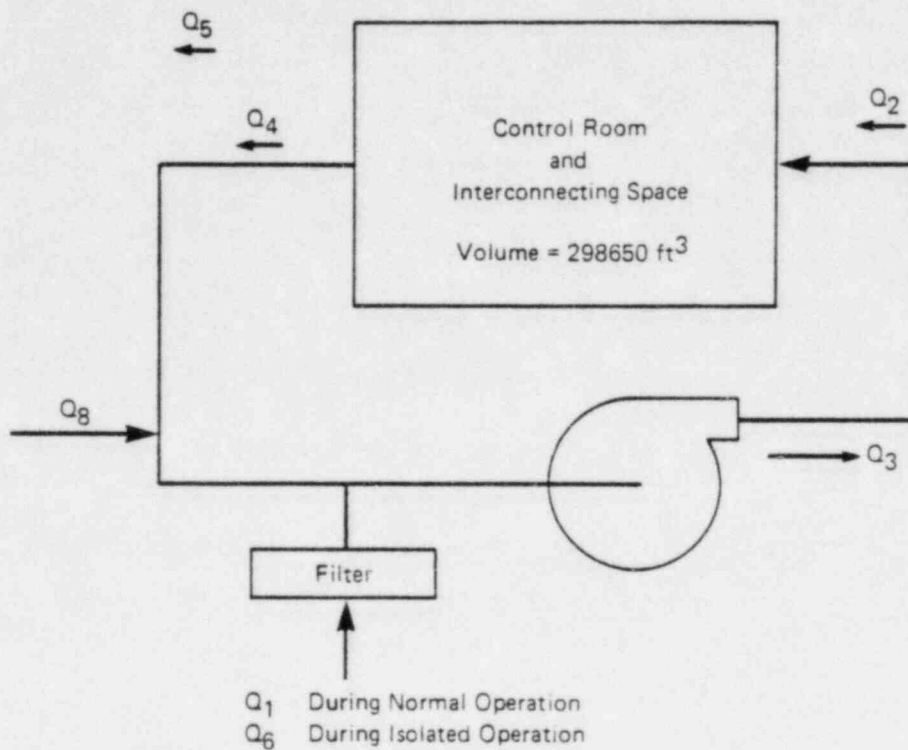 Q5
Q4
Control Room
and
Interconnecting Space
Volume = 298650 ft³
Q2
Q8
Q3
Filter
Q1 During Normal Operation
Q6 During Isolated Operation